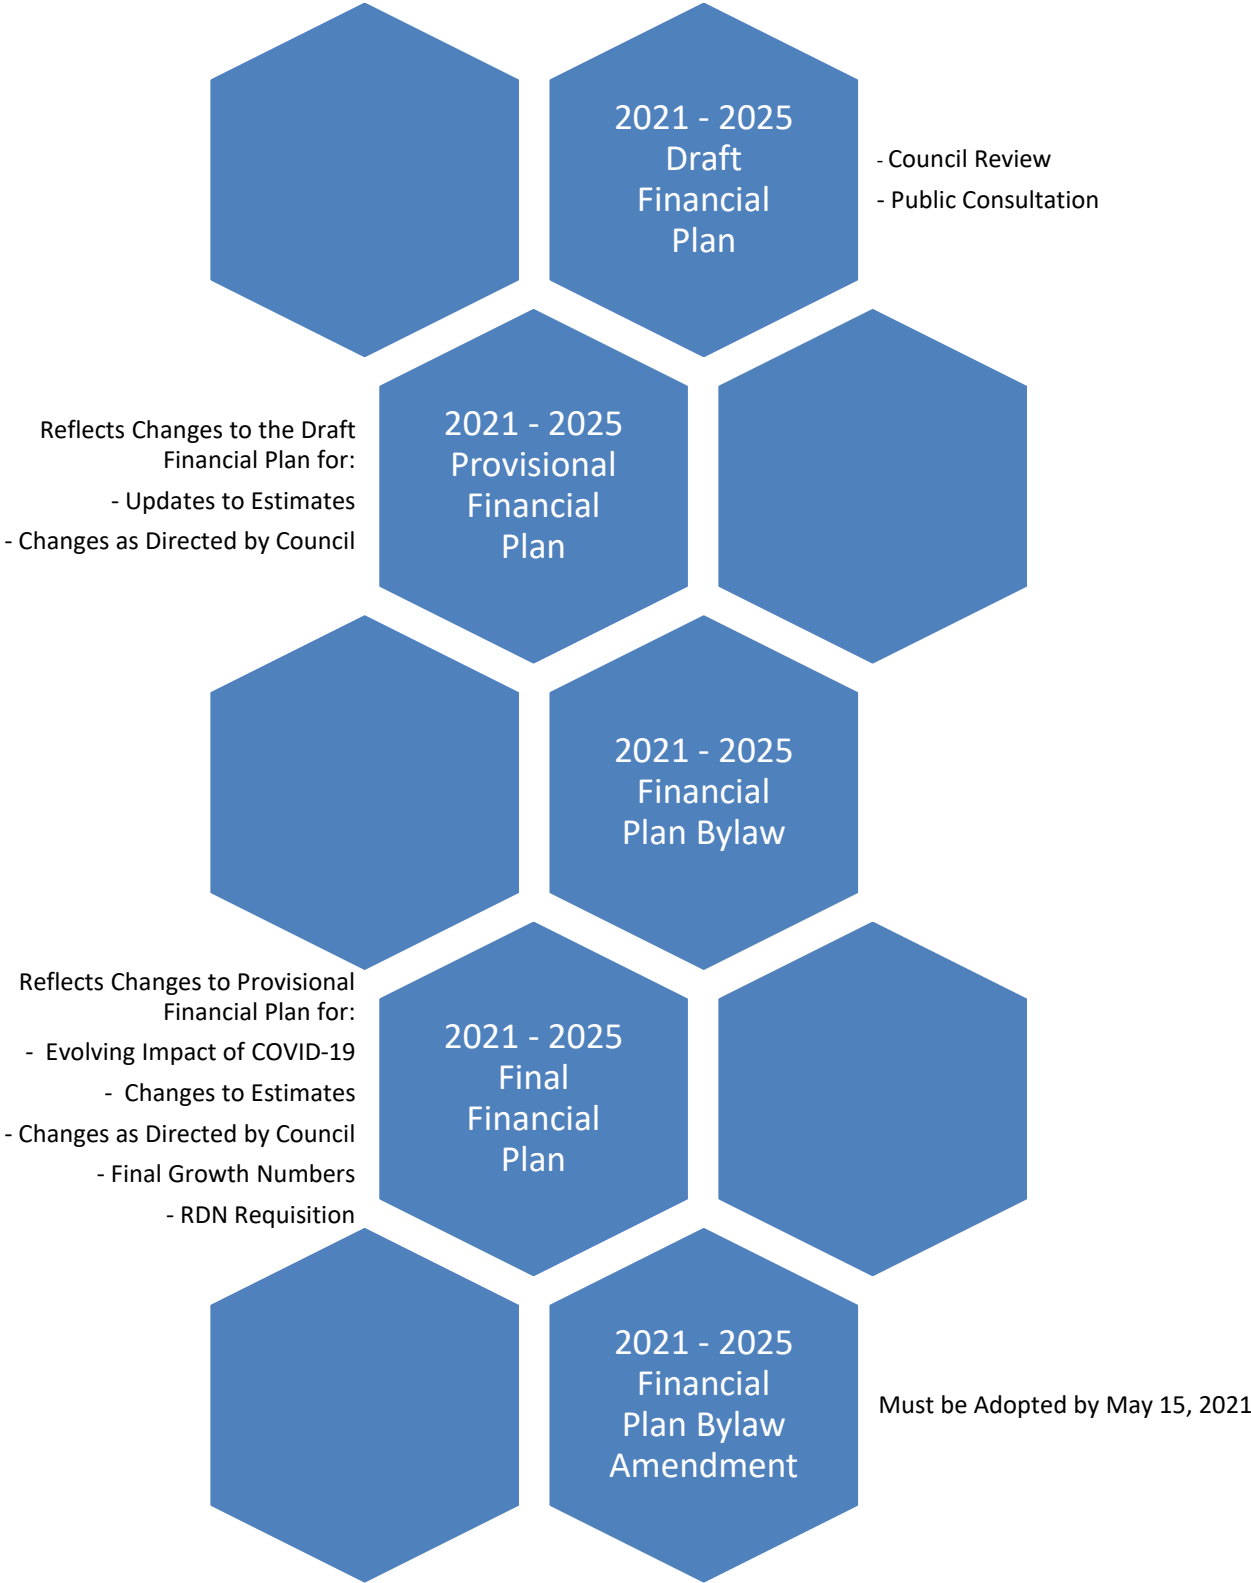 2021 - 2025
Draft
Financial
Plan
- Council Review
- Public Consultation
Reflects Changes to the Draft
Financial Plan for:
- Updates to Estimates
- Changes as Directed by Council
2021 - 2025
Provisional
Financial
Plan
2021 - 2025
Financial
Plan Bylaw
Reflects Changes to Provisional
Financial Plan for:
- Evolving Impact of COVID-19
- Changes to Estimates
- Changes as Directed by Council
- Final Growth Numbers
- RDN Requisition
2021 - 2025
Final
Financial
Plan
2021 - 2025
Financial
Plan Bylaw
Amendment
Must be Adopted by May 15, 2021